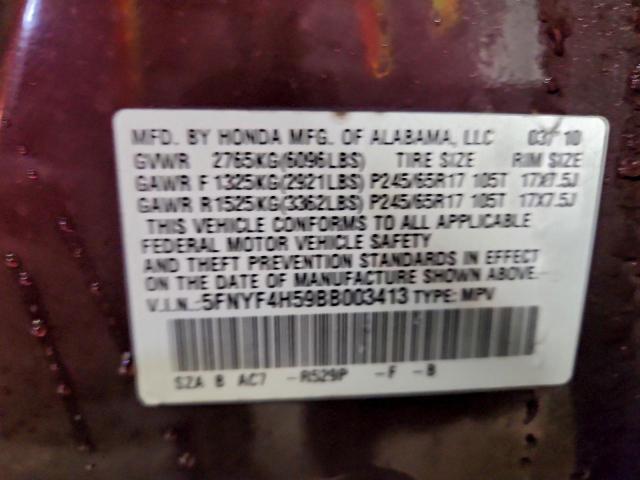 MFD. BY HONDA MFG. OF ALABAMA, LLC 03/10
GVWR 2765KG(6096LBS) TIRE SIZE RIM SIZE
GAWR F 1325KG(2921LBS) P245/65R17 105T 17X7.5J
GAWR R 1525KG(3362LBS) P245/65R17 105T 17X7.5J
THIS VEHICLE CONFORMS TO ALL APPLICABLE
FEDERAL MOTOR VEHICLE SAFETY
AND THEFT PREVENTION STANDARDS IN EFFECT
ON THE DATE OF MANUFACTURE SHOWN ABOVE.
V.I.N.: 5FNYF4H59BB003413 TYPE: MPV
SZA B AC7 -R529P -F -B